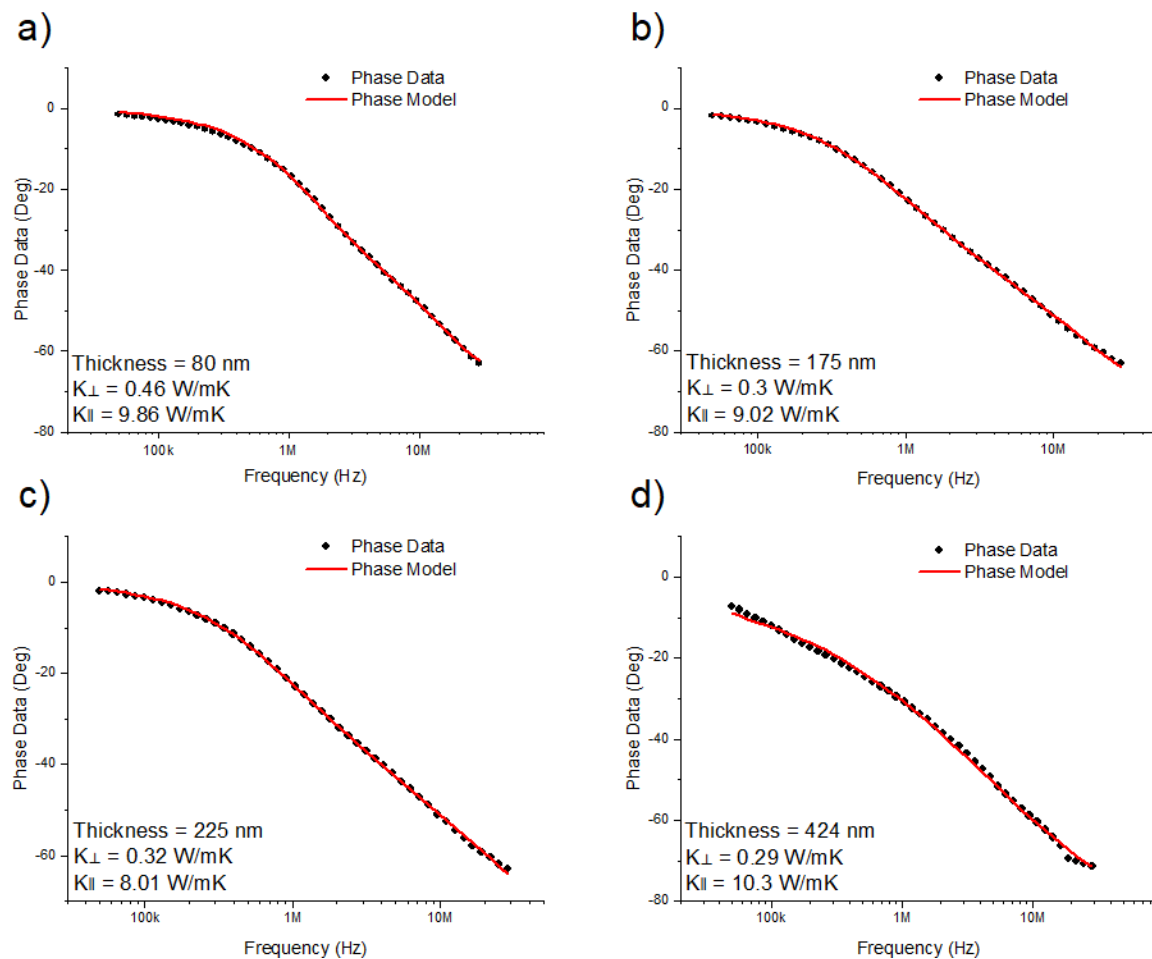 a)
Phase Data
Phase Model
0
-20
-40
-60
-80
Phase Data (Deg)
Thickness = 80 nm
K⊥ = 0.46 W/mK
K∥ = 9.86 W/mK
100k
1M
10M
Frequency (Hz)
b)
Phase Data
Phase Model
0
-20
-40
-60
-80
Phase Data (Deg)
Thickness = 175 nm
K⊥ = 0.3 W/mK
K∥ = 9.02 W/mK
100k
1M
10M
Frequency (Hz)
c)
Phase Data
Phase Model
0
-20
-40
-60
Phase Data (Deg)
Thickness = 225 nm
K⊥ = 0.32 W/mK
K∥ = 8.01 W/mK
100k
1M
10M
Frequency (Hz)
d)
Phase Data
Phase Model
0
-20
-40
-60
-80
Phase Data (Deg)
Thickness = 424 nm
K⊥ = 0.29 W/mK
K∥ = 10.3 W/mK
100k
1M
10M
Frequency (Hz)